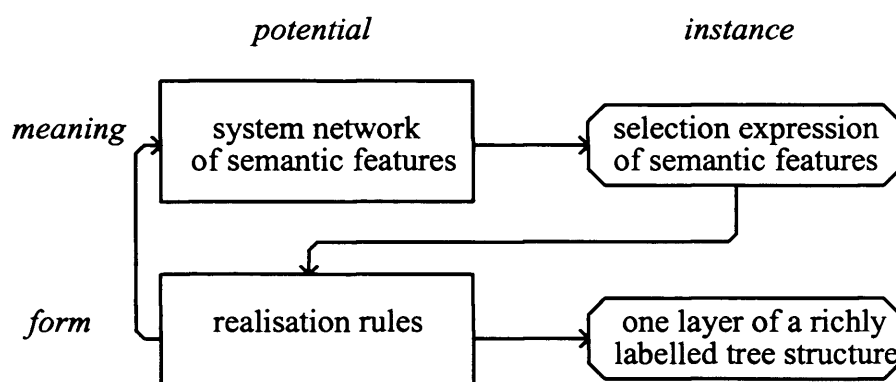 potential
instance
meaning
system network
of semantic features
selection expression
of semantic features
form
realisation rules
one layer of a richly
labelled tree structure